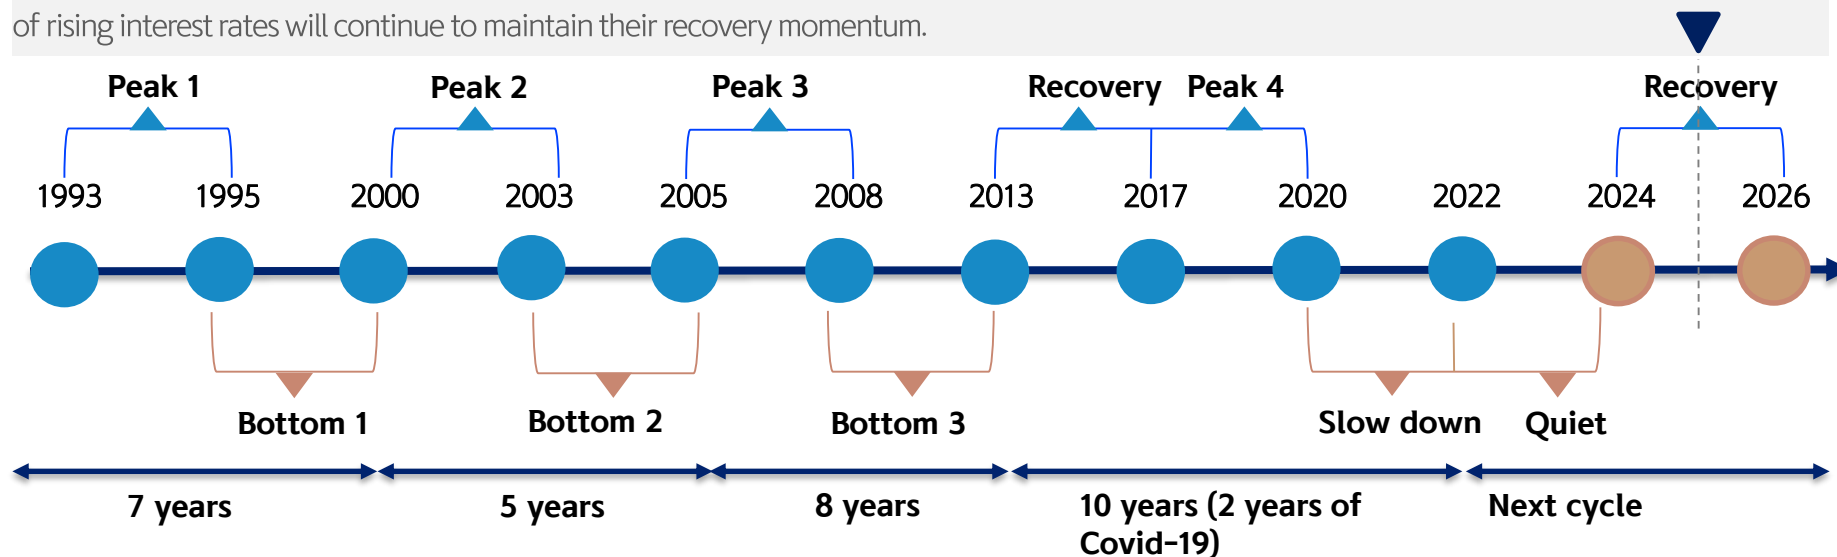 of rising interest rates will continue to maintain their recovery momentum.
Peak 1
Peak 2
Peak 3
Recovery
Peak 4
Recovery
1993
1995
2000
2003
2005
2008
2013
2017
2020
2022
2024
2026
Bottom 1
Bottom 2
Bottom 3
Slow down
Quiet
7 years
5 years
8 years
10 years (2 years of
Covid-19)
Next cycle